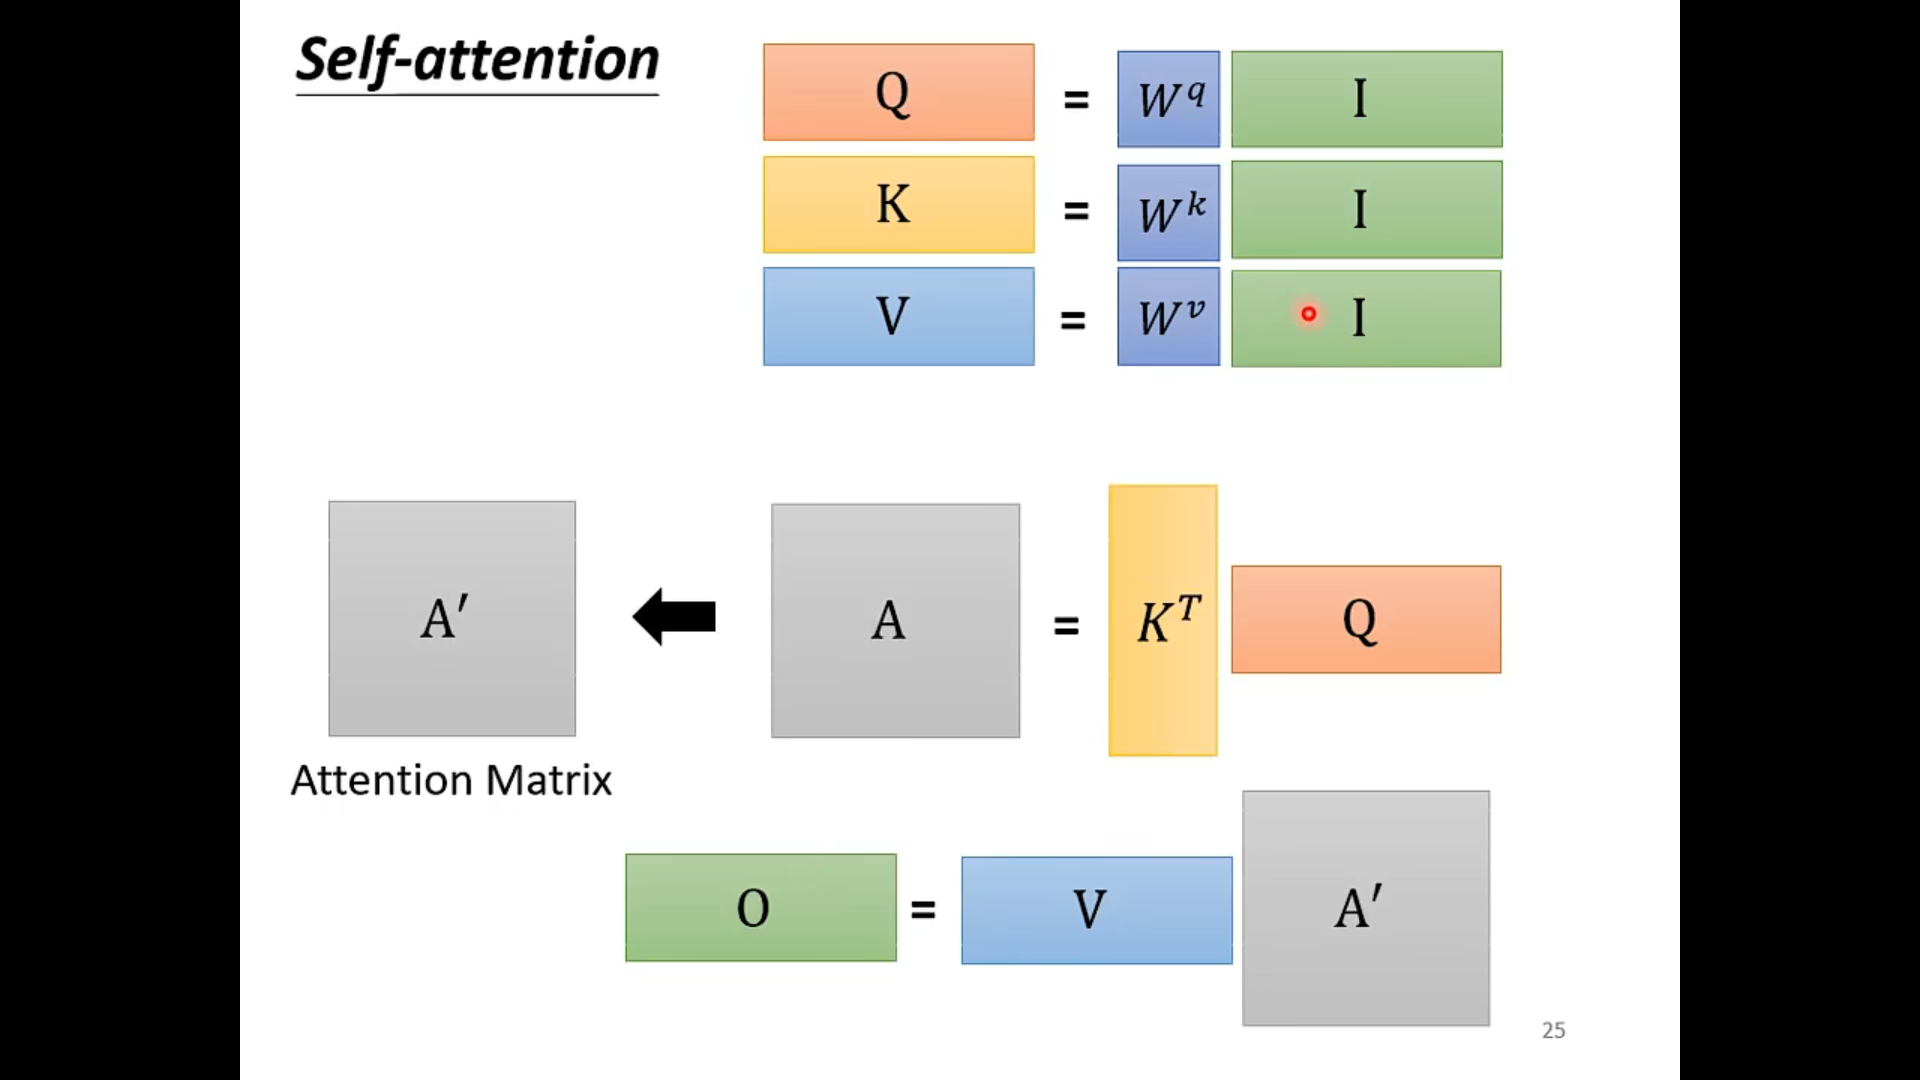 Self-attention
Q = W^q I
K = W^k I
V = W^v I
A′ A = K^T Q
Attention Matrix
O = V A′
25